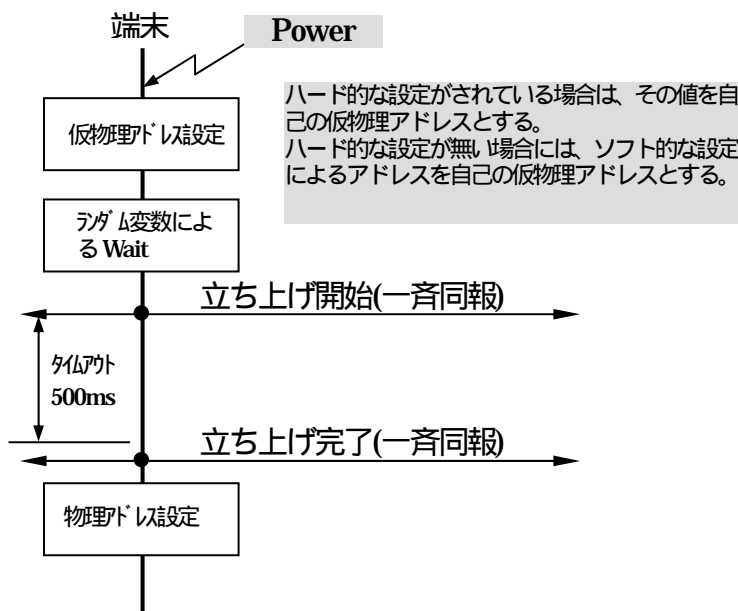 端末
Power
ハード的な設定がされている場合は、その値を自
己の仮物理アドレスとする。
ハード的な設定が無い場合には、ソフト的な設定
によるアドレスを自己の仮物理アドレスとする。
仮物理ｱﾄﾞﾚｽ設定
ﾗﾝﾀﾞﾑ変数によ
る Wait
立ち上げ開始(一斉同報)
ﾀｲﾑｱｳﾄ
500ms
立ち上げ完了(一斉同報)
物理ｱﾄﾞﾚｽ設定